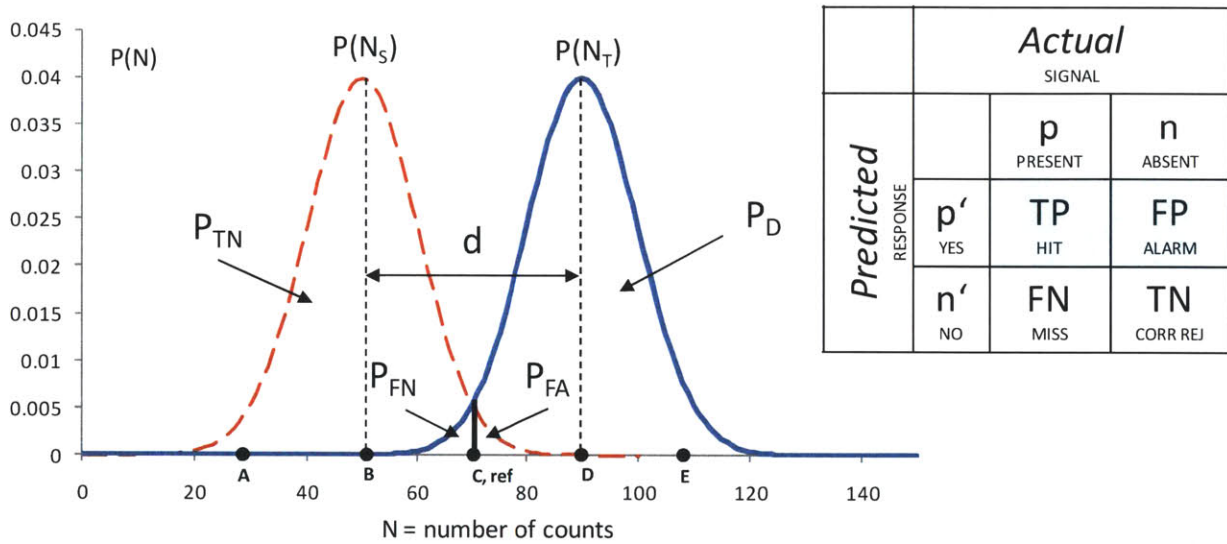 P(N)
P(N_S)
P(N_T)
0.045
0.04
0.035
0.03
0.025
0.02
0.015
0.01
0.005
0
P_TN
d
P_D
P_FN
P_FA
A
B
C, ref
D
E
0 20 40 60 80 100 120 140
N = number of counts
Actual
SIGNAL
Predicted
RESPONSE
p n
PRESENT ABSENT
p‘ TP FP
YES HIT ALARM
n‘ FN TN
NO MISS CORR REJ